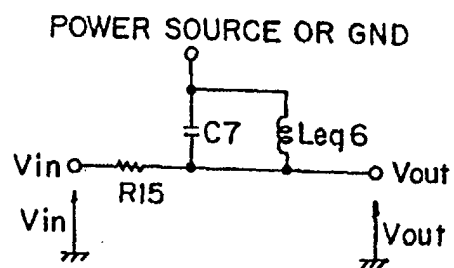 POWER SOURCE OR GND
C7
Leq6
Vin
R15
Vout
Vin
Vout